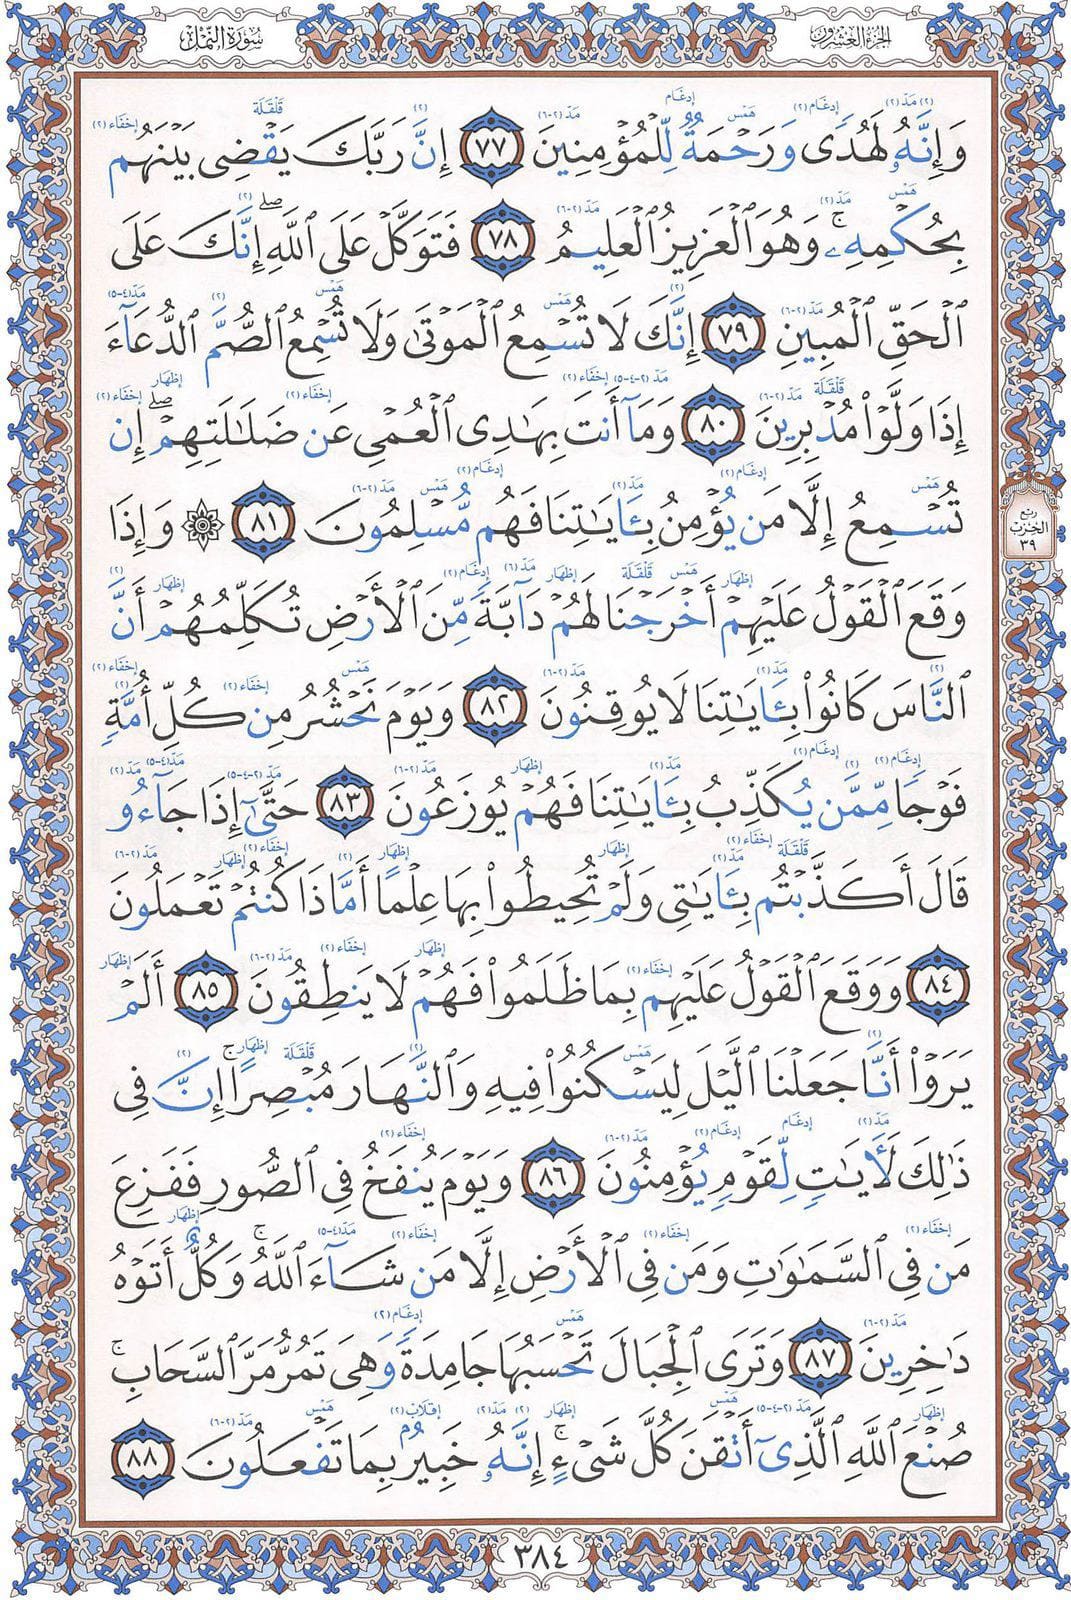 سورة النمل
الجزء العشرون
وَإِنَّهُۥ لَهُدًى وَرَحْمَةٌ لِّلْمُؤْمِنِينَ ٧٧ إِنَّ رَبَّكَ يَقْضِى بَيْنَهُم
بِحُكْمِهِۦ ۚ وَهُوَ ٱلْعَزِيزُ ٱلْعَلِيمُ ٧٨ فَتَوَكَّلْ عَلَى ٱللَّهِ ۖ إِنَّكَ عَلَى
ٱلْحَقِّ ٱلْمُبِينِ ٧٩ إِنَّكَ لَا تُسْمِعُ ٱلْمَوْتَىٰ وَلَا تُسْمِعُ ٱلصُّمَّ ٱلدُّعَآءَ
إِذَا وَلَّوْا۟ مُدْبِرِينَ ٨٠ وَمَآ أَنتَ بِهَـٰدِى ٱلْعُمْىِ عَن ضَلَـٰلَتِهِمْ ۖ إِن
تُسْمِعُ إِلَّا مَن يُؤْمِنُ بِـَٔايَـٰتِنَا فَهُم مُّسْلِمُونَ ٨١ ۞ وَإِذَا
ربع الحزب ٣٩
وَقَعَ ٱلْقَوْلُ عَلَيْهِمْ أَخْرَجْنَا لَهُمْ دَآبَّةً مِّنَ ٱلْأَرْضِ تُكَلِّمُهُمْ أَنَّ
ٱلنَّاسَ كَانُوا۟ بِـَٔايَـٰتِنَا لَا يُوقِنُونَ ٨٢ وَيَوْمَ نَحْشُرُ مِن كُلِّ أُمَّةٍ
فَوْجًا مِّمَّن يُكَذِّبُ بِـَٔايَـٰتِنَا فَهُمْ يُوزَعُونَ ٨٣ حَتَّىٰٓ إِذَا جَآءُو
قَالَ أَكَذَّبْتُم بِـَٔايَـٰتِى وَلَمْ تُحِيطُوا۟ بِهَا عِلْمًا أَمَّاذَا كُنتُمْ تَعْمَلُونَ
٨٤ وَوَقَعَ ٱلْقَوْلُ عَلَيْهِم بِمَا ظَلَمُوا۟ فَهُمْ لَا يَنطِقُونَ ٨٥ أَلَمْ
يَرَوْا۟ أَنَّا جَعَلْنَا ٱلَّيْلَ لِيَسْكُنُوا۟ فِيهِ وَٱلنَّهَارَ مُبْصِرًا ۚ إِنَّ فِى
ذَٰلِكَ لَـَٔايَـٰتٍ لِّقَوْمٍ يُؤْمِنُونَ ٨٦ وَيَوْمَ يُنفَخُ فِى ٱلصُّورِ فَفَزِعَ
مَن فِى ٱلسَّمَـٰوَٰتِ وَمَن فِى ٱلْأَرْضِ إِلَّا مَن شَآءَ ٱللَّهُ ۚ وَكُلٌّ أَتَوْهُ
دَٰخِرِينَ ٨٧ وَتَرَى ٱلْجِبَالَ تَحْسَبُهَا جَامِدَةً وَهِىَ تَمُرُّ مَرَّ ٱلسَّحَابِ ۚ
صُنْعَ ٱللَّهِ ٱلَّذِىٓ أَتْقَنَ كُلَّ شَىْءٍ ۚ إِنَّهُۥ خَبِيرٌۢ بِمَا تَفْعَلُونَ ٨٨
٣٨٤